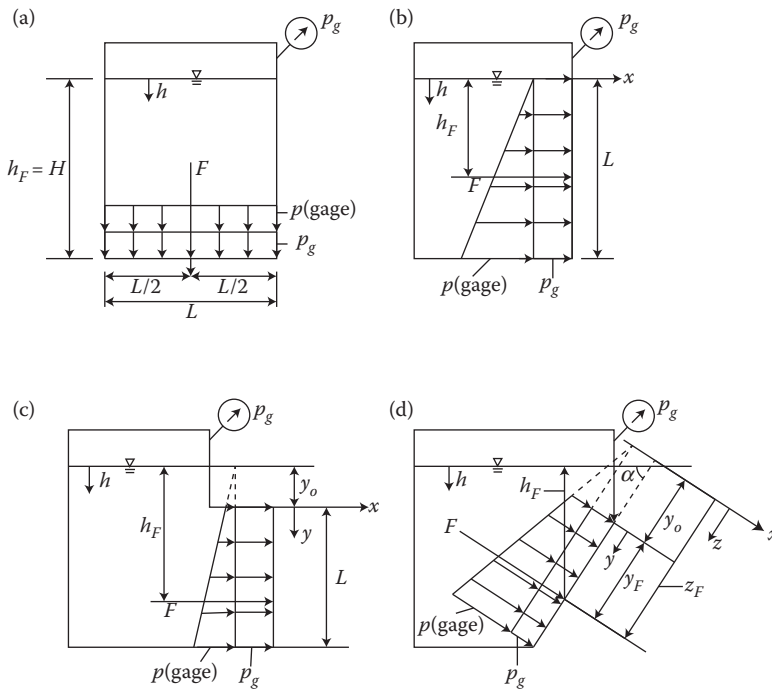 (a)
p_g
h
h_F = H
F
p(gage)
p_g
L/2 L/2
L
(b)
p_g
x
h
h_F
L
F
p(gage)
p_g
(c)
p_g
h
y_o
x
y
h_F
L
F
p(gage)
p_g
(d)
p_g
h
α
h_F
y_o
x
z
F
y
y_F
z_F
p(gage)
p_g